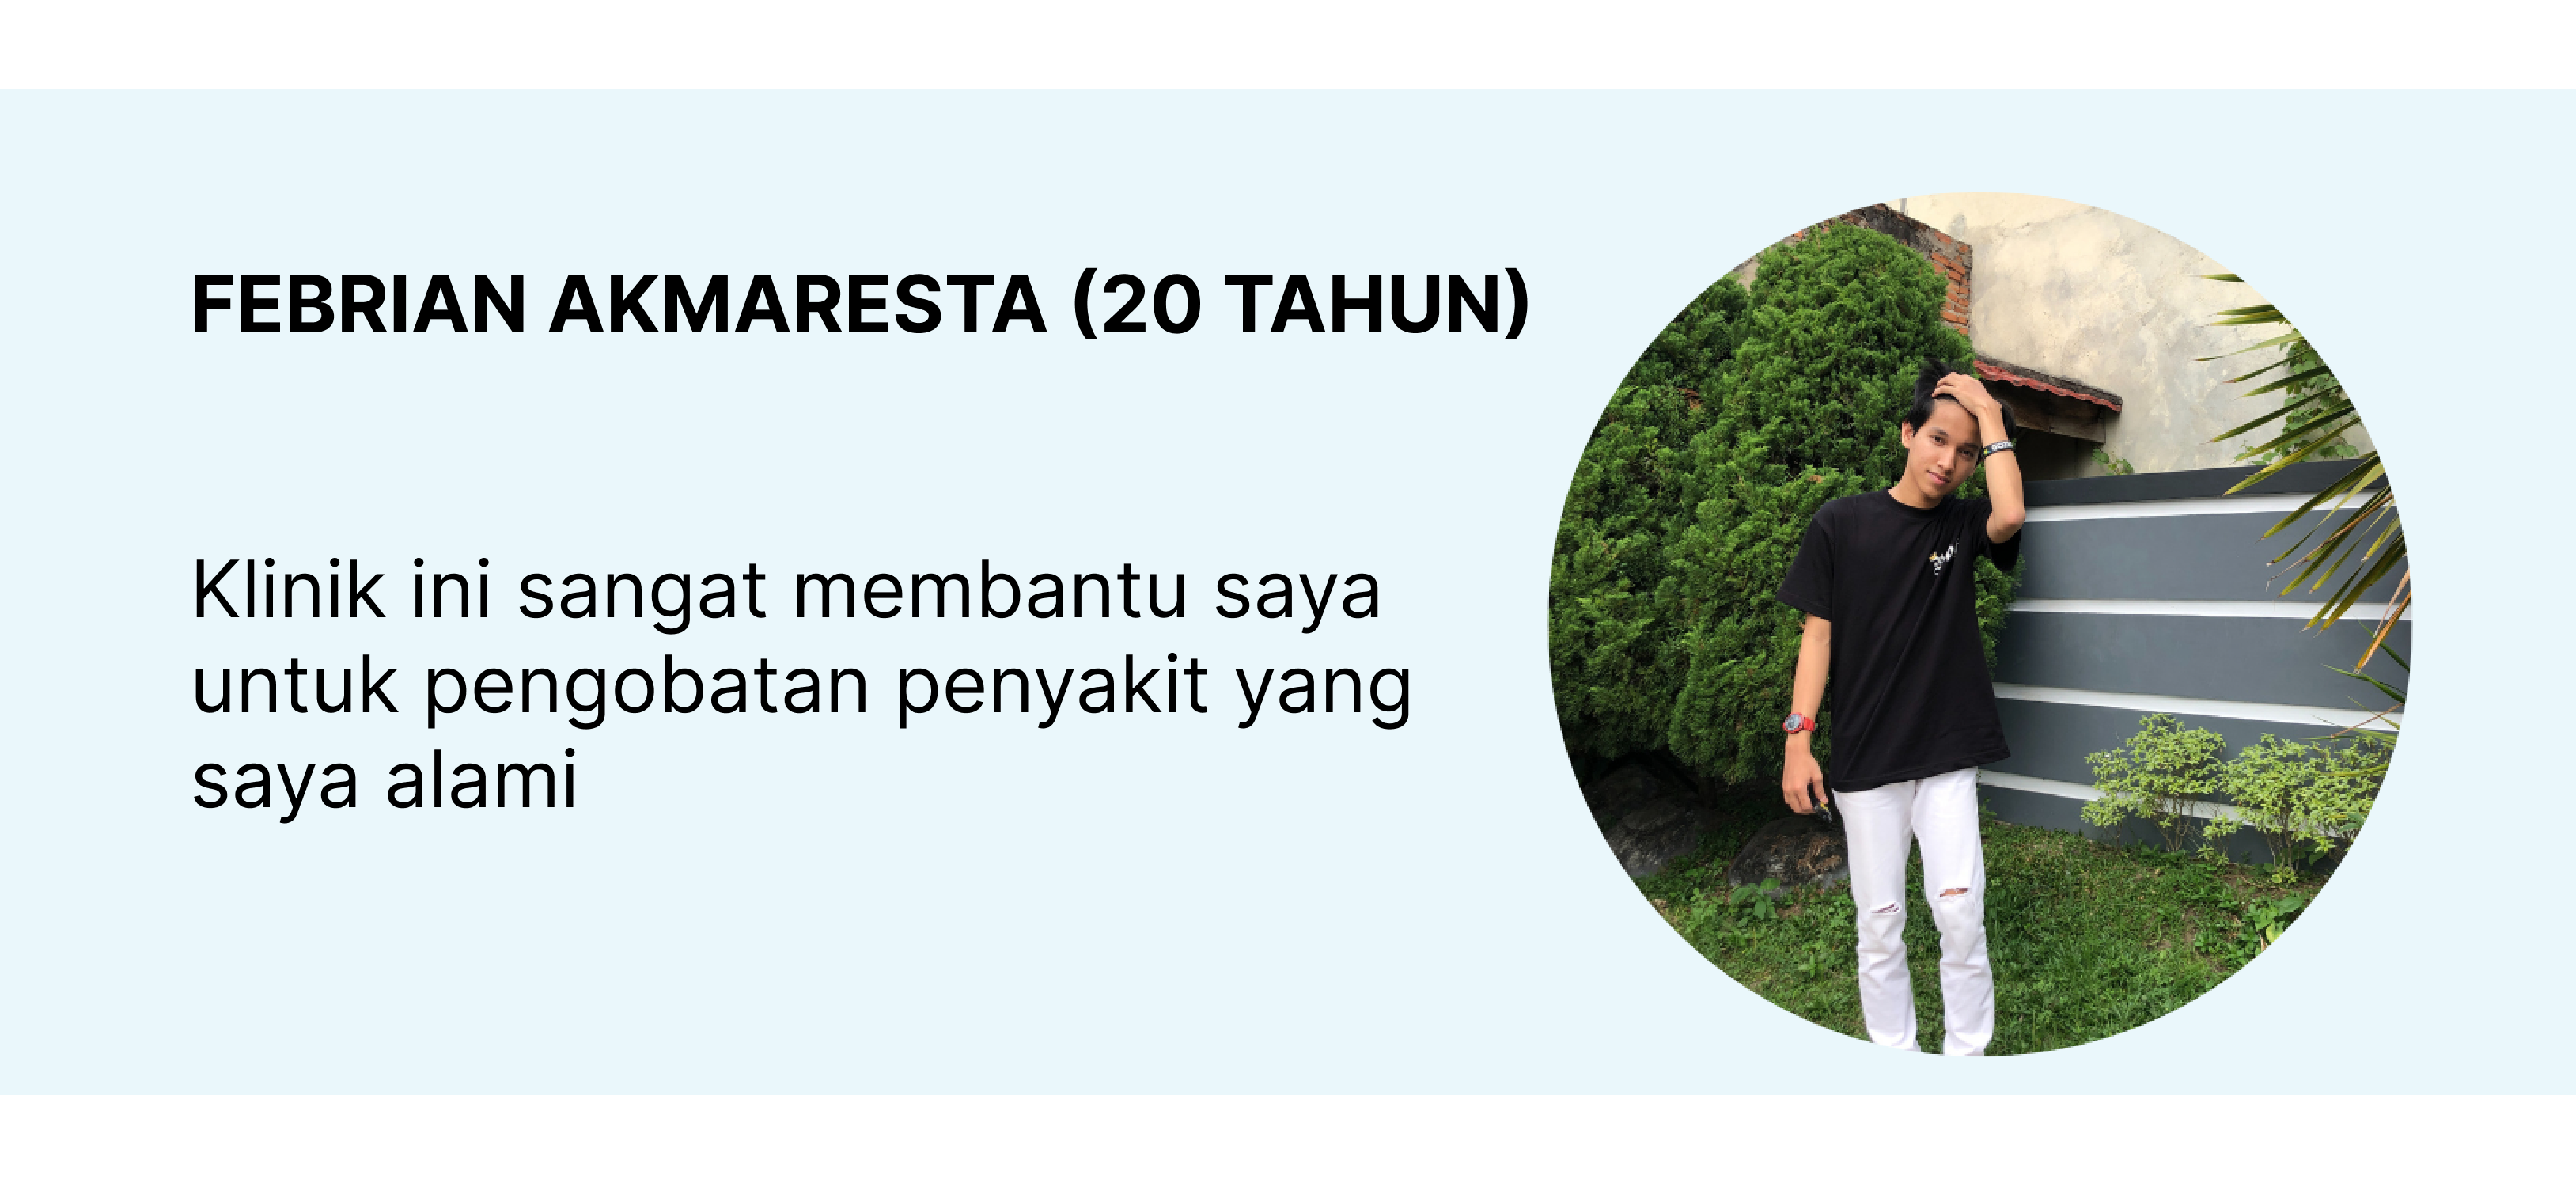 FEBRIAN AKMARESTA (20 TAHUN)
Klinik ini sangat membantu saya
untuk pengobatan penyakit yang
saya alami